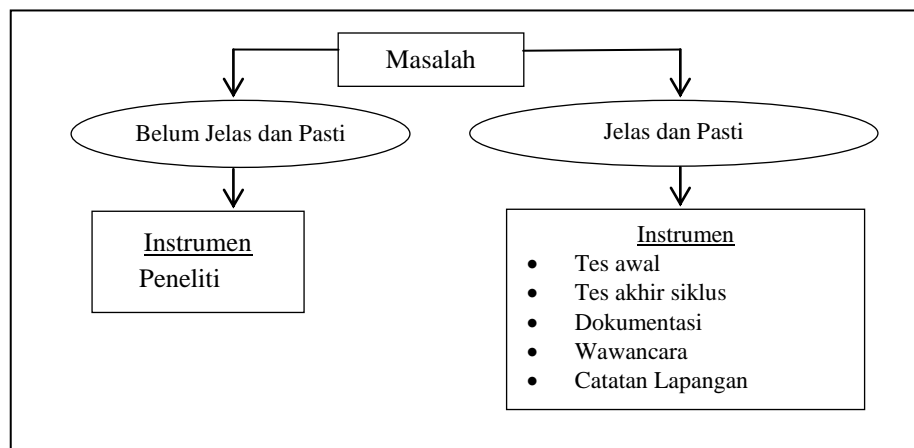 Masalah
Belum Jelas dan Pasti
Jelas dan Pasti
Instrumen
Peneliti
Instrumen
• Tes awal
• Tes akhir siklus
• Dokumentasi
• Wawancara
• Catatan Lapangan